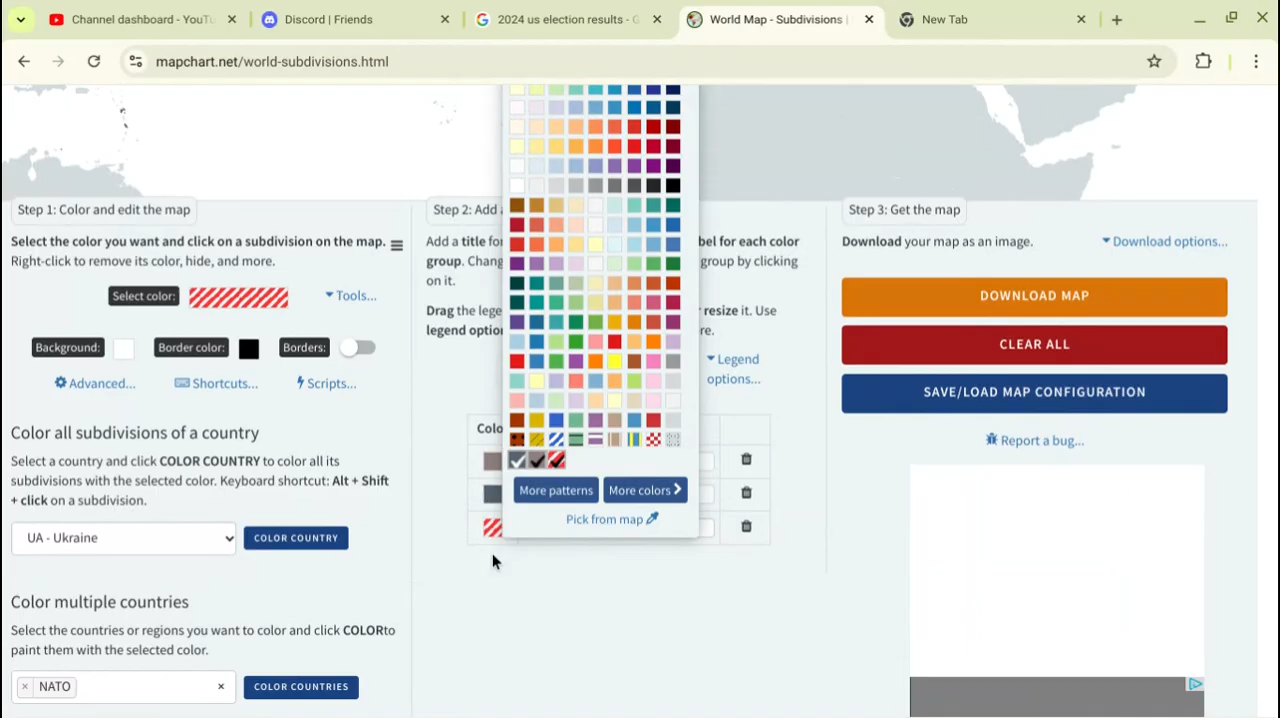 Channel dashboard - YouTu
Discord | Friends
2024 us election results - G
World Map - Subdivisions |
New Tab
mapchart.net/world-subdivisions.html
Step 1: Color and edit the map
Select the color you want and click on a subdivision on the map.
Right-click to remove its color, hide, and more.
Select color:
Tools...
Background:
Border color:
Borders:
Advanced...
Shortcuts...
Scripts...
Color all subdivisions of a country
Select a country and click COLOR COUNTRY to color all its
subdivisions with the selected color. Keyboard shortcut: Alt + Shift
+ click on a subdivision.
UA - Ukraine
COLOR COUNTRY
Color multiple countries
Select the countries or regions you want to color and click COLORto
paint them with the selected color.
× NATO ×
COLOR COUNTRIES
Step 2: Add
Add a title for
bel for each color
group. Chang
group by clicking
on it.
Drag the lege
resize it. Use
legend optio
re.
Legend
options...
Colo
More patterns
More colors
Pick from map
Step 3: Get the map
Download your map as an image.
Download options...
DOWNLOAD MAP
CLEAR ALL
SAVE/LOAD MAP CONFIGURATION
Report a bug...